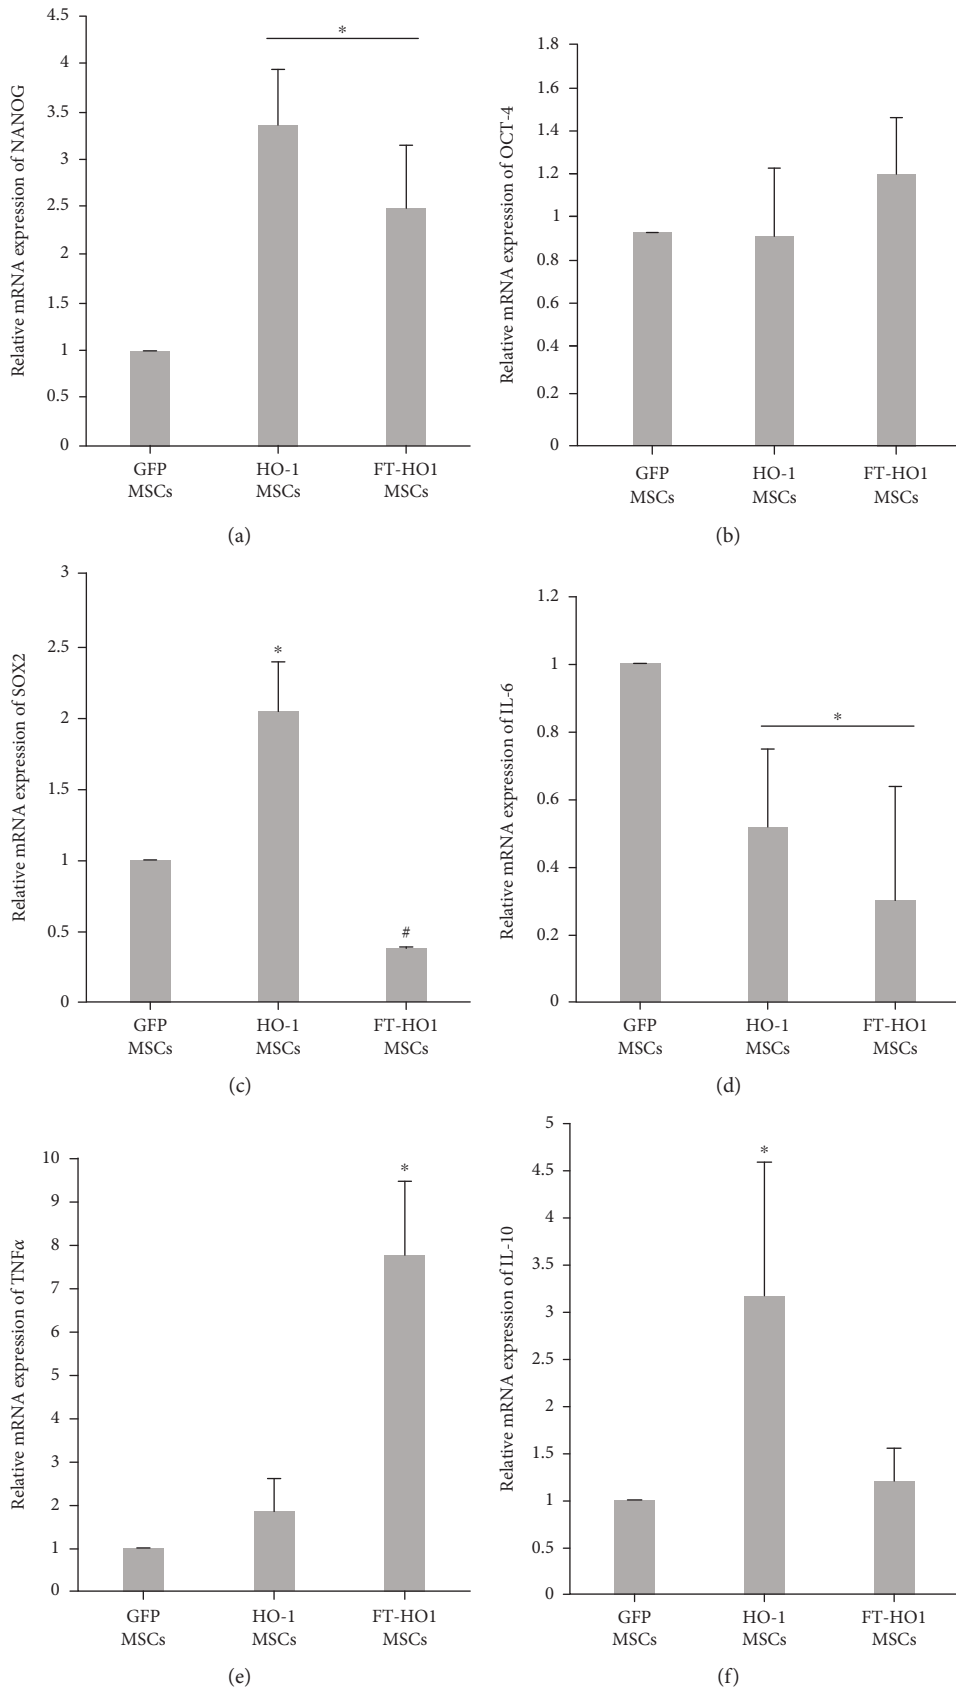 Relative mRNA expression of NANOG
4.5
4
3.5
3
2.5
2
1.5
1
0.5
0
*
GFP
MSCs
HO-1
MSCs
FT-HO1
MSCs
(a)
Relative mRNA expression of OCT-4
1.8
1.6
1.4
1.2
1
0.8
0.6
0.4
0.2
0
GFP
MSCs
HO-1
MSCs
FT-HO1
MSCs
(b)
Relative mRNA expression of SOX2
3
2.5
2
1.5
1
0.5
0
*
#
GFP
MSCs
HO-1
MSCs
FT-HO1
MSCs
(c)
Relative mRNA expression of IL-6
1.2
1
0.8
0.6
0.4
0.2
0
*
GFP
MSCs
HO-1
MSCs
FT-HO1
MSCs
(d)
Relative mRNA expression of TNFα
10
9
8
7
6
5
4
3
2
1
0
*
GFP
MSCs
HO-1
MSCs
FT-HO1
MSCs
(e)
Relative mRNA expression of IL-10
5
4.5
4
3.5
3
2.5
2
1.5
1
0.5
0
*
GFP
MSCs
HO-1
MSCs
FT-HO1
MSCs
(f)